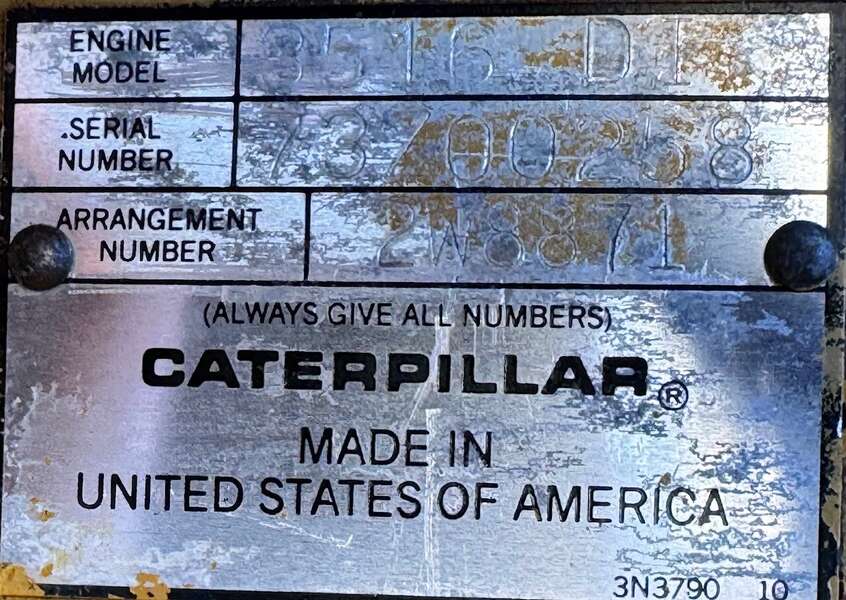 ENGINE
MODEL 3516 DI
SERIAL
NUMBER 73Z00258
ARRANGEMENT
NUMBER 2W8871
(ALWAYS GIVE ALL NUMBERS)
CATERPILLAR®
MADE IN
UNITED STATES OF AMERICA
3N3790 10